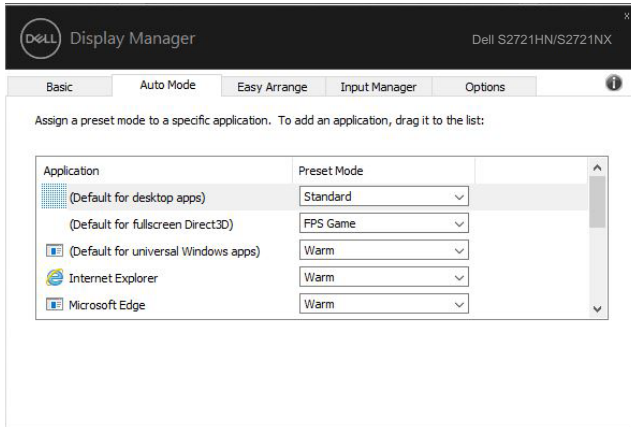 x
DELL Display Manager
Dell S2721HN/S2721NX
Basic Auto Mode Easy Arrange Input Manager Options
Assign a preset mode to a specific application. To add an application, drag it to the list:
Application Preset Mode
(Default for desktop apps) Standard
(Default for fullscreen Direct3D) FPS Game
(Default for universal Windows apps) Warm
Internet Explorer Warm
Microsoft Edge Warm